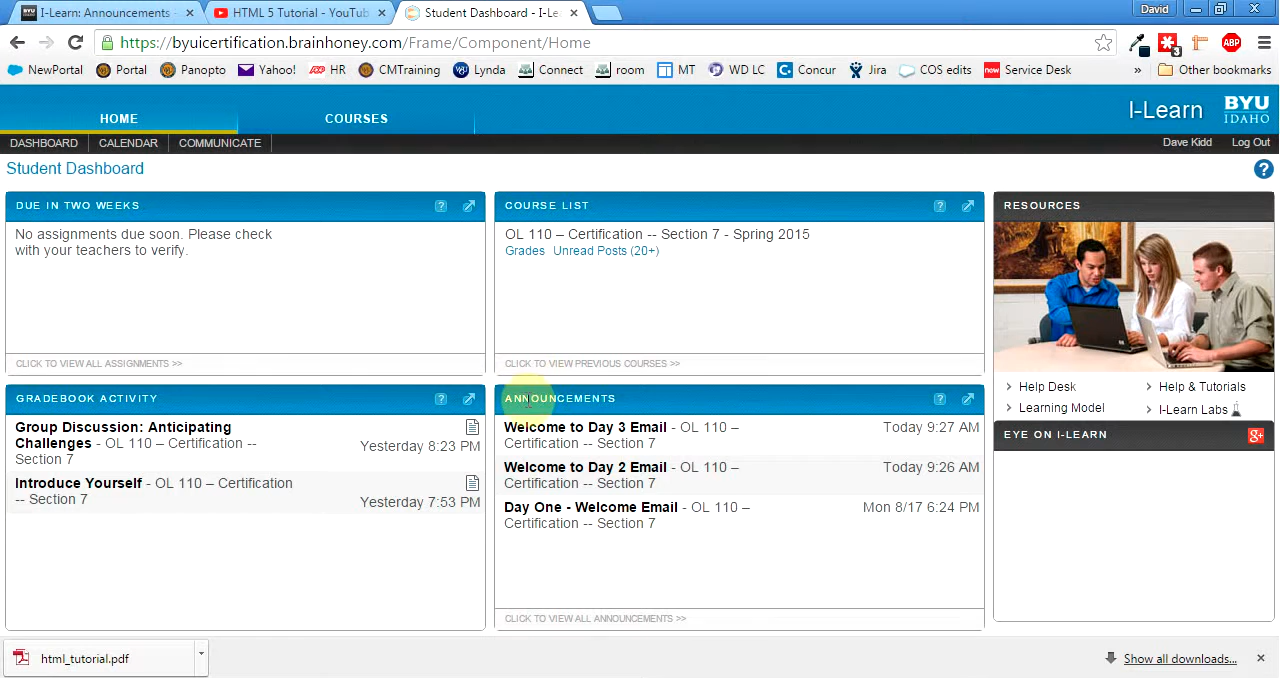 I-Learn: Announcements -
HTML 5 Tutorial - YouTub
Student Dashboard - I-Le
David
https://byuicertification.brainhoney.com/Frame/Component/Home
ABP
3
NewPortal
Portal
Panopto
Yahoo!
HR
CMTraining
Lynda
Connect
room
MT
WD LC
Concur
Jira
COS edits
now
Service Desk
»
Other bookmarks
HOME
COURSES
I-Learn
BYU
IDAHO
DASHBOARD
CALENDAR
COMMUNICATE
Dave Kidd
Log Out
Student Dashboard
?
DUE IN TWO WEEKS
?
No assignments due soon. Please check
with your teachers to verify.
CLICK TO VIEW ALL ASSIGNMENTS >>
COURSE LIST
?
OL 110 – Certification -- Section 7 - Spring 2015
Grades Unread Posts (20+)
CLICK TO VIEW PREVIOUS COURSES >>
RESOURCES
Help Desk
Help & Tutorials
Learning Model
I-Learn Labs
EYE ON I-LEARN
g+
GRADEBOOK ACTIVITY
?
Group Discussion: Anticipating
Challenges - OL 110 – Certification --
Section 7
Yesterday 8:23 PM
Introduce Yourself - OL 110 – Certification
-- Section 7
Yesterday 7:53 PM
ANNOUNCEMENTS
?
Welcome to Day 3 Email - OL 110 –
Certification -- Section 7
Today 9:27 AM
Welcome to Day 2 Email - OL 110 –
Certification -- Section 7
Today 9:26 AM
Day One - Welcome Email - OL 110 –
Certification -- Section 7
Mon 8/17 6:24 PM
CLICK TO VIEW ALL ANNOUNCEMENTS >>
html_tutorial.pdf
Show all downloads...